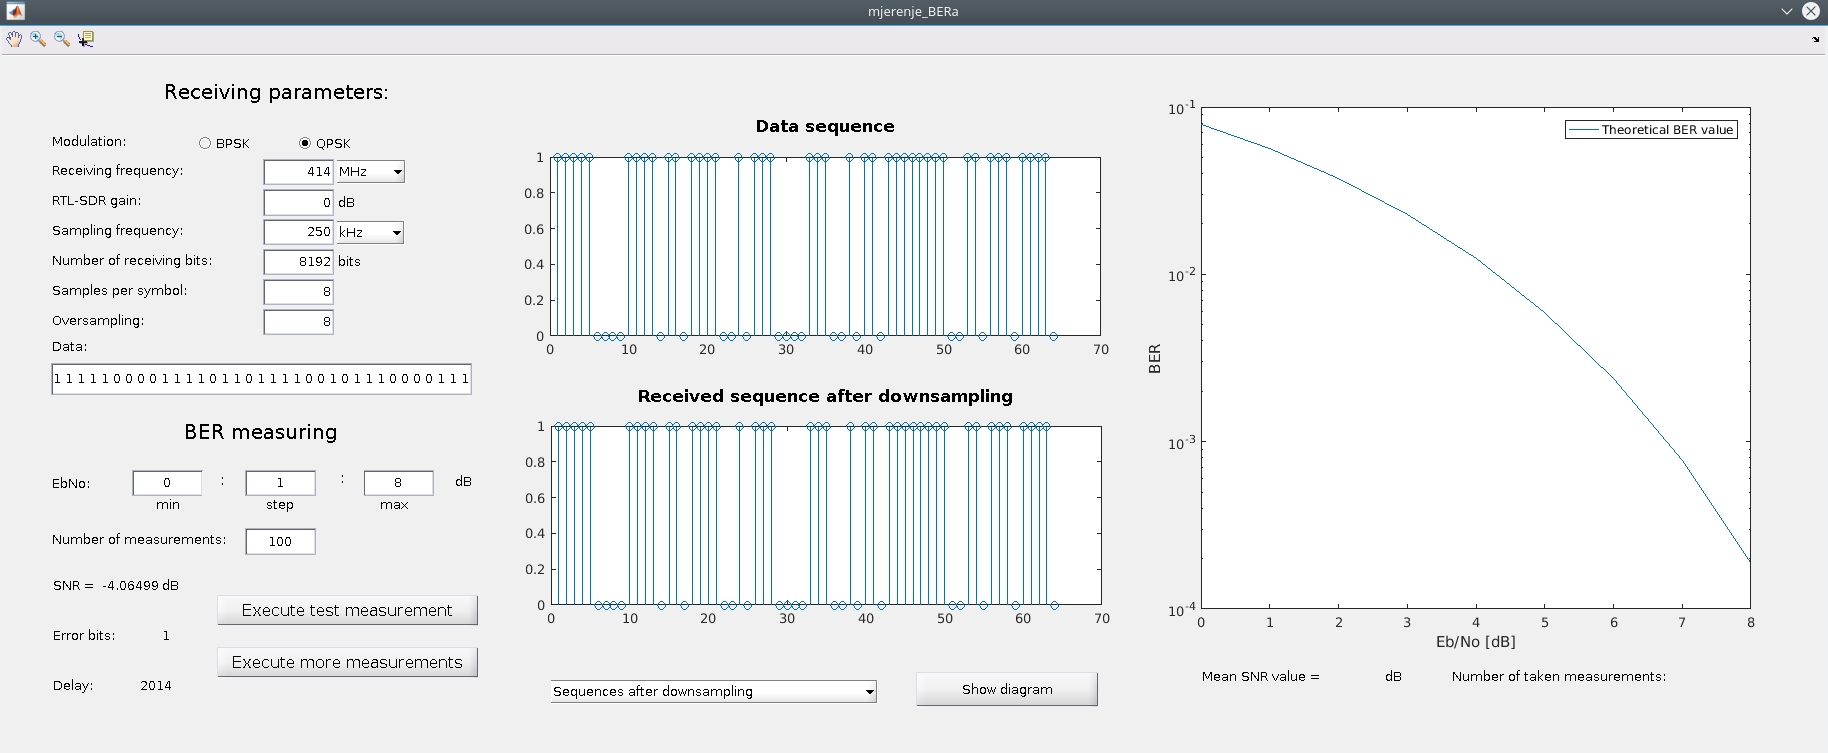 mjerenje_BERa
Receiving parameters:
Modulation: BPSK QPSK
Receiving frequency: 414 MHz
RTL-SDR gain: 0 dB
Sampling frequency: 250 kHz
Number of receiving bits: 8192 bits
Samples per symbol: 8
Oversampling: 8
Data:
1 1 1 1 1 0 0 0 0 1 1 1 1 0 1 1 0 1 1 1 1 0 0 1 0 1 1 1 0 0 0 0 1 1 1
BER measuring
EbNo: 0 : 1 : 8 dB
min step max
Number of measurements: 100
SNR = -4.06499 dB
Execute test measurement
Error bits: 1
Execute more measurements
Delay: 2014
Data sequence
1
0.8
0.6
0.4
0.2
0
0 10 20 30 40 50 60 70
Received sequence after downsampling
1
0.8
0.6
0.4
0.2
0
0 10 20 30 40 50 60 70
Sequences after downsampling
Show diagram
10-1
10-2
10-3
10-4
BER
Theoretical BER value
0 1 2 3 4 5 6 7 8
Eb/No [dB]
Mean SNR value = dB
Number of taken measurements: